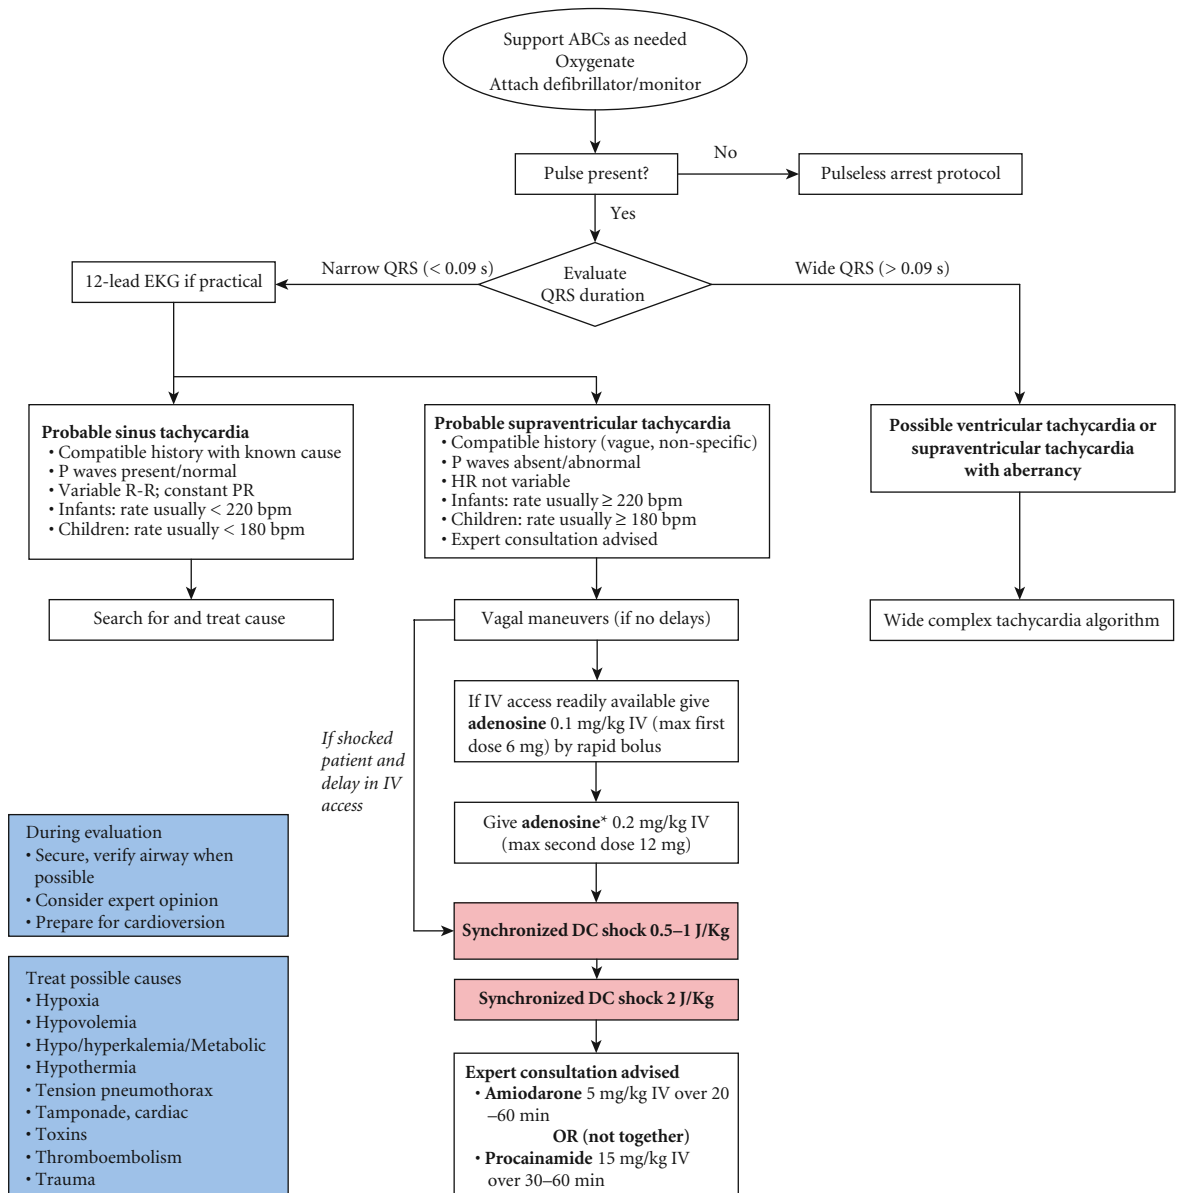 Support ABCs as needed
Oxygenate
Attach defibrillator/monitor
Pulse present?
No
Pulseless arrest protocol
Yes
Evaluate
QRS duration
Narrow QRS (< 0.09 s)
12-lead EKG if practical
Wide QRS (> 0.09 s)
Probable sinus tachycardia
• Compatible history with known cause
• P waves present/normal
• Variable R-R; constant PR
• Infants: rate usually < 220 bpm
• Children: rate usually < 180 bpm
Search for and treat cause
Probable supraventricular tachycardia
• Compatible history (vague, non-specific)
• P waves absent/abnormal
• HR not variable
• Infants: rate usually ≥ 220 bpm
• Children: rate usually ≥ 180 bpm
• Expert consultation advised
Possible ventricular tachycardia or
supraventricular tachycardia
with aberrancy
Wide complex tachycardia algorithm
Vagal maneuvers (if no delays)
If IV access readily available give
adenosine 0.1 mg/kg IV (max first
dose 6 mg) by rapid bolus
If shocked
patient and
delay in IV
access
Give adenosine* 0.2 mg/kg IV
(max second dose 12 mg)
Synchronized DC shock 0.5–1 J/Kg
Synchronized DC shock 2 J/Kg
Expert consultation advised
• Amiodarone 5 mg/kg IV over 20
–60 min
OR (not together)
• Procainamide 15 mg/kg IV
over 30–60 min
During evaluation
• Secure, verify airway when
possible
• Consider expert opinion
• Prepare for cardioversion
Treat possible causes
• Hypoxia
• Hypovolemia
• Hypo/hyperkalemia/Metabolic
• Hypothermia
• Tension pneumothorax
• Tamponade, cardiac
• Toxins
• Thromboembolism
• Trauma